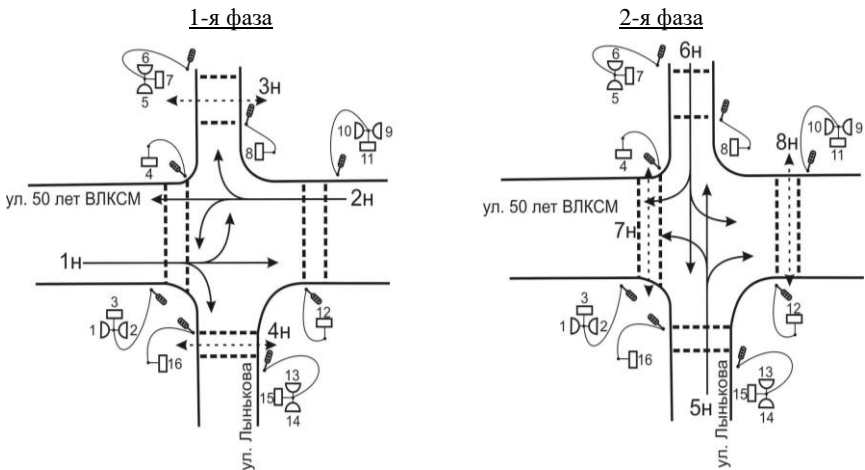 1-я фаза
2-я фаза
6
7
5
3н
4
8
10
9
11
ул. 50 лет ВЛКСМ
2н
1н
3
1
2
16
4н
12
13
15
14
ул. Лынькова
6н
6
7
5
4
8
8н
10
9
11
ул. 50 лет ВЛКСМ
7н
3
1
2
16
12
13
15
14
5н
ул. Лынькова